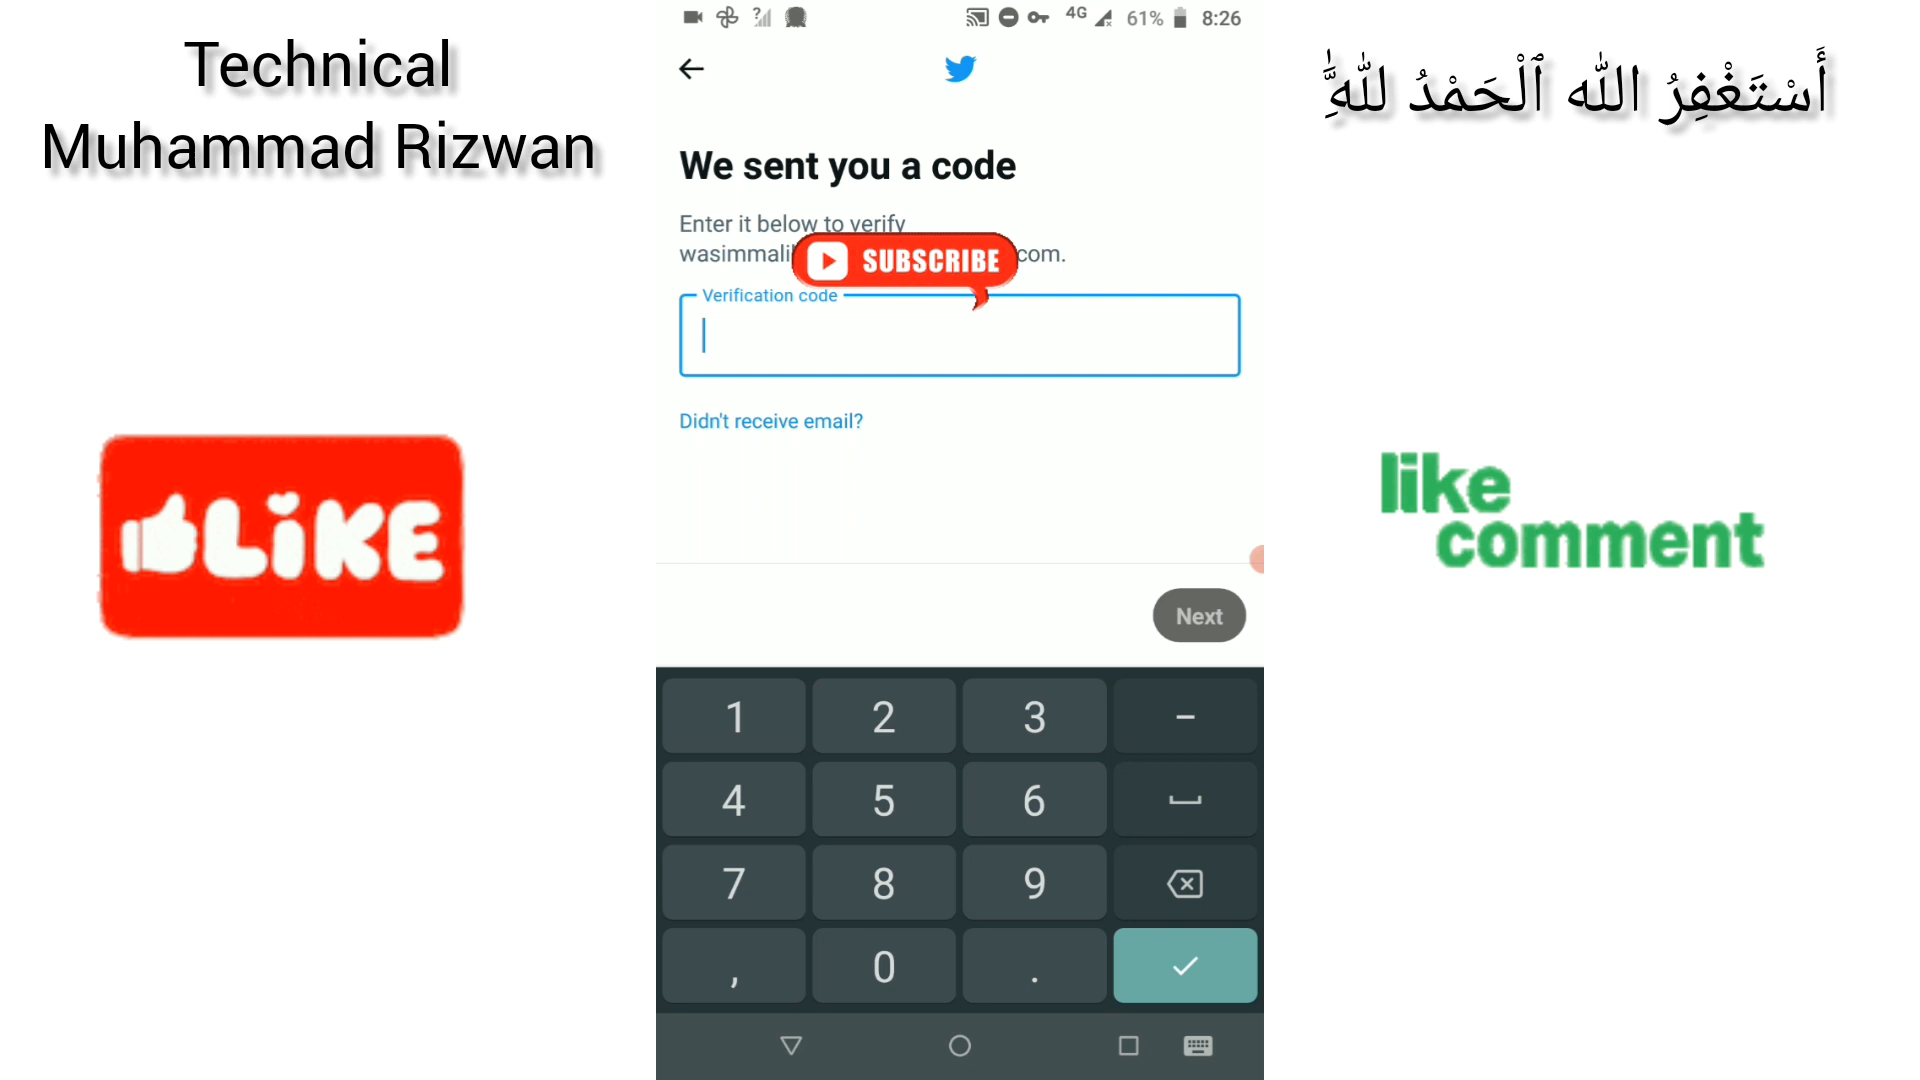 Technical
Muhammad Rizwan
LiKE
4G 61% 8:26
We sent you a code
Enter it below to verify
wasimmali com.
SUBSCRIBE
Verification code
Didn't receive email?
Next
1 2 3 -
4 5 6
7 8 9
, 0 .
أَسْتَغْفِرُ اللّٰه ٱلْحَمْدُ لِلّٰهِ
like
comment